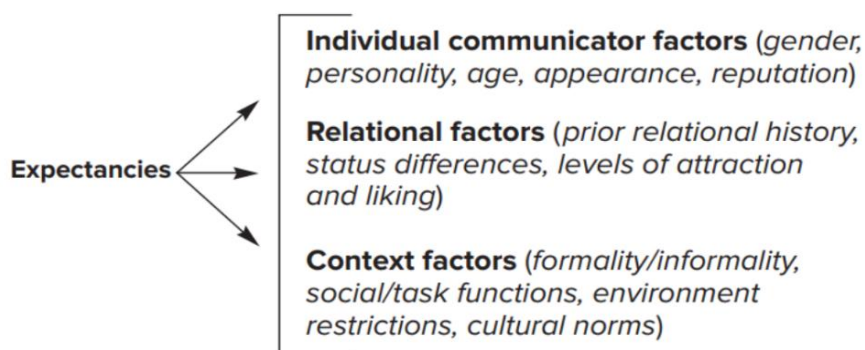 Individual communicator factors (gender,
personality, age, appearance, reputation)
Relational factors (prior relational history,
status differences, levels of attraction
and liking)
Expectancies
Context factors (formality/informality,
social/task functions, environment
restrictions, cultural norms)